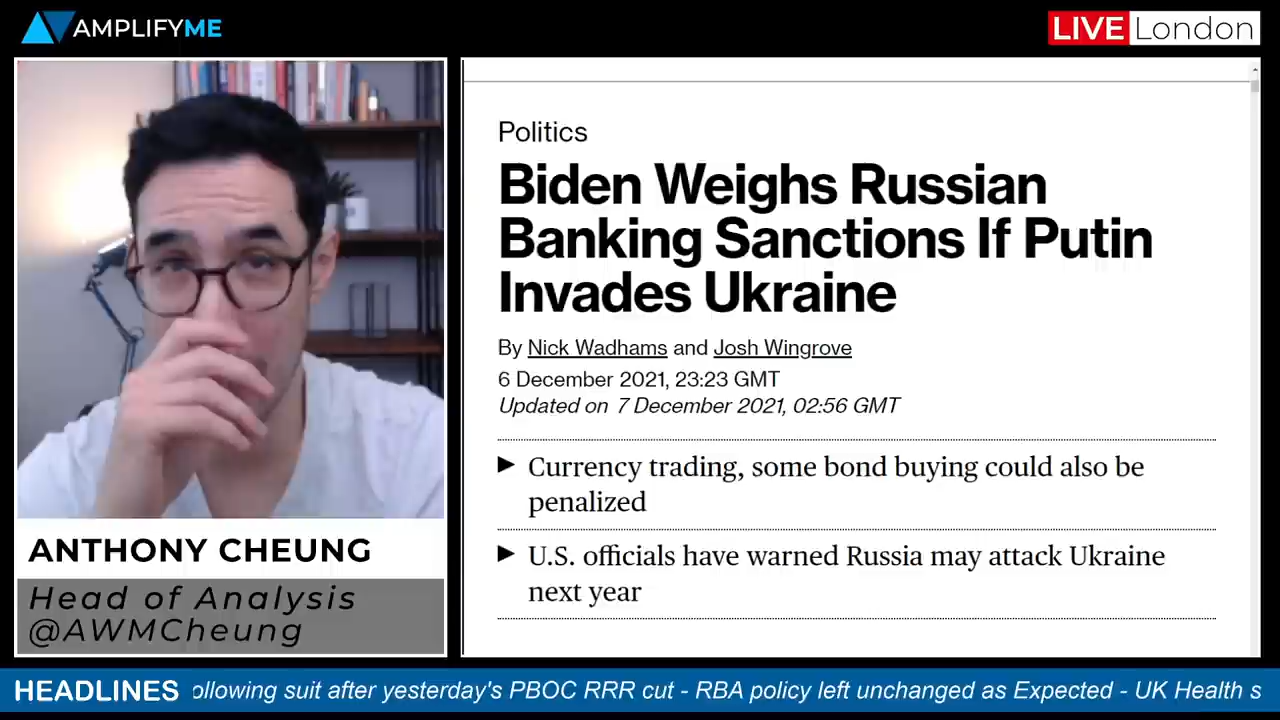 AMPLIFYME
LIVE London
Politics
Biden Weighs Russian
Banking Sanctions If Putin
Invades Ukraine
By Nick Wadhams and Josh Wingrove
6 December 2021, 23:23 GMT
Updated on 7 December 2021, 02:56 GMT
Currency trading, some bond buying could also be
penalized
U.S. officials have warned Russia may attack Ukraine
next year
ANTHONY CHEUNG
Head of Analysis
@AWMCheung
HEADLINES ollowing suit after yesterday's PBOC RRR cut - RBA policy left unchanged as Expected - UK Health s